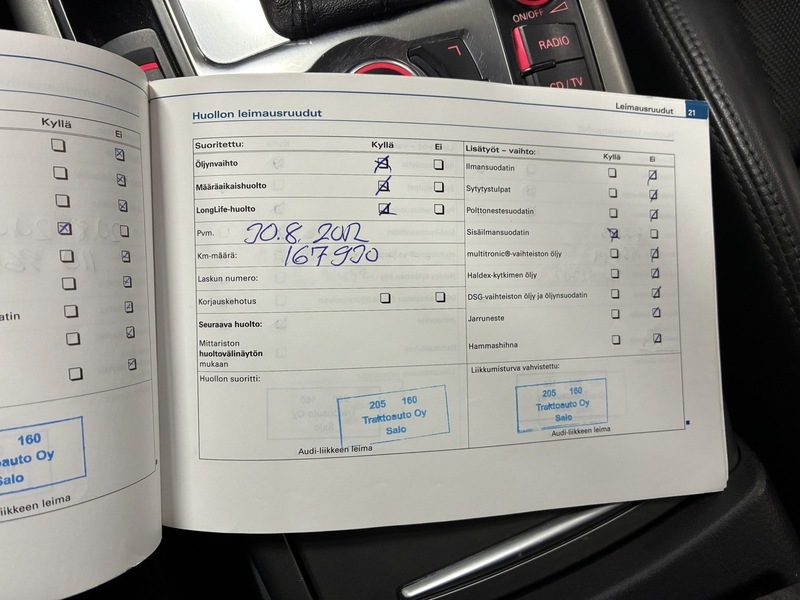 ON/OFF
RADIO
CD / TV
Kyllä Ei
atin
160
oauto Oy
Salo
iikkeen leima
Leimausruudut 21
Huollon leimausruudut
Suoritettu: Kyllä Ei
Öljynvaihto
Määräaikaishuolto
LongLife-huolto
Pvm. 30.8.2012
Km-määrä: 167930
Laskun numero:
Korjauskehotus
Seuraava huolto:
Mittariston
huoltovälinäytön
mukaan
Huollon suoritti:
205 160
Traktoauto Oy
Salo
Audi-liikkeen leima
Lisätyöt – vaihto: Kyllä Ei
Ilmansuodatin
Sytytystulpat
Polttonestesuodatin
Sisäilmansuodatin
multitronic®-vaihteiston öljy
Haldex-kytkimen öljy
DSG-vaihteiston öljy ja öljynsuodatin
Jarruneste
Hammashihna
Liikkumisturva vahvistettu:
205 160
Traktoauto Oy
Salo
Audi-liikkeen leima